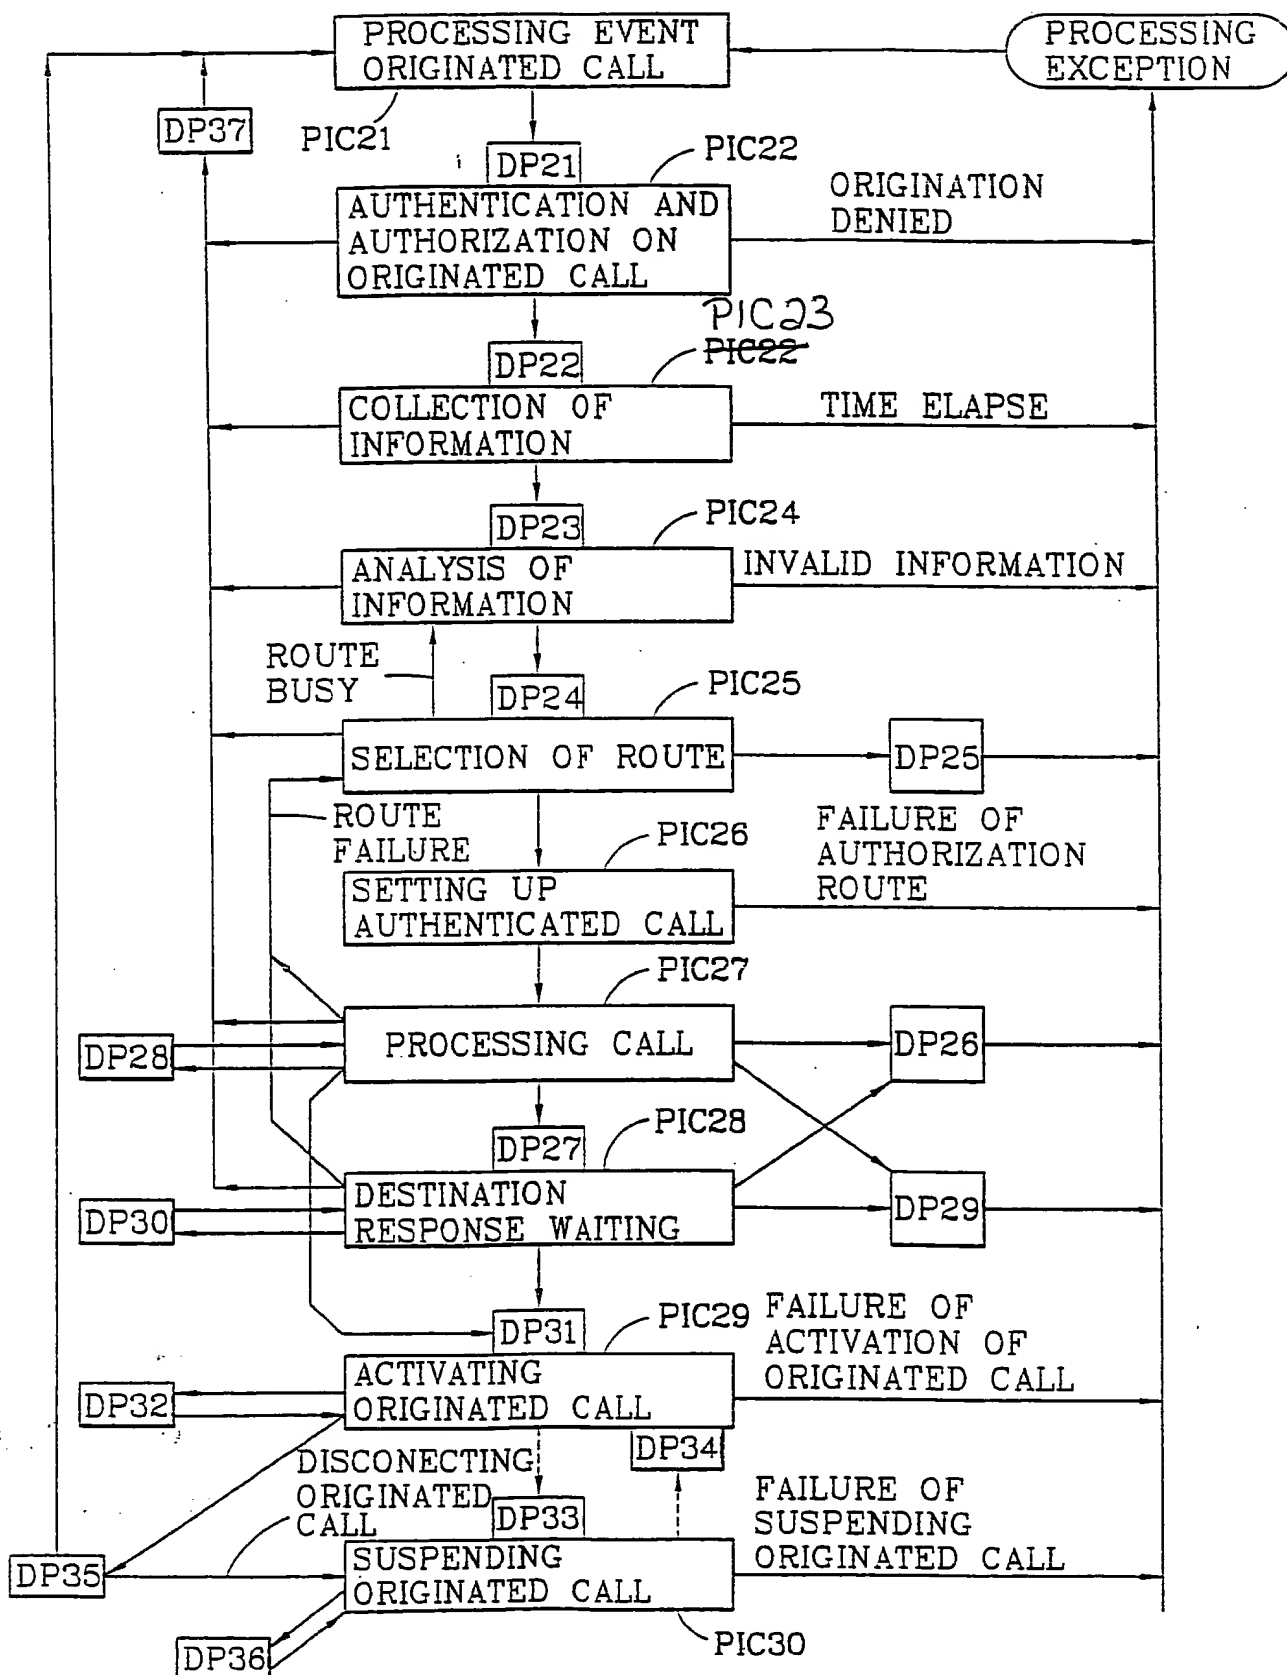 PROCESSING EVENT
ORIGINATED CALL
PROCESSING
EXCEPTION
DP37
PIC21
DP21
PIC22
AUTHENTICATION AND
AUTHORIZATION ON
ORIGINATED CALL
ORIGINATION
DENIED
PIC23
PIC22
DP22
COLLECTION OF
INFORMATION
TIME ELAPSE
DP23
PIC24
ANALYSIS OF
INFORMATION
INVALID INFORMATION
ROUTE
BUSY
DP24
PIC25
SELECTION OF ROUTE
DP25
ROUTE
FAILURE
PIC26
FAILURE OF
AUTHORIZATION
ROUTE
SETTING UP
AUTHENTICATED CALL
PIC27
DP28
PROCESSING CALL
DP26
DP27
PIC28
DP30
DESTINATION
RESPONSE WAITING
DP29
DP31
PIC29
FAILURE OF
ACTIVATION OF
ORIGINATED CALL
DP32
ACTIVATING
ORIGINATED CALL
DP34
DISCONECTING
ORIGINATED
CALL
DP33
FAILURE OF
SUSPENDING
ORIGINATED CALL
DP35
SUSPENDING
ORIGINATED CALL
DP36
PIC30